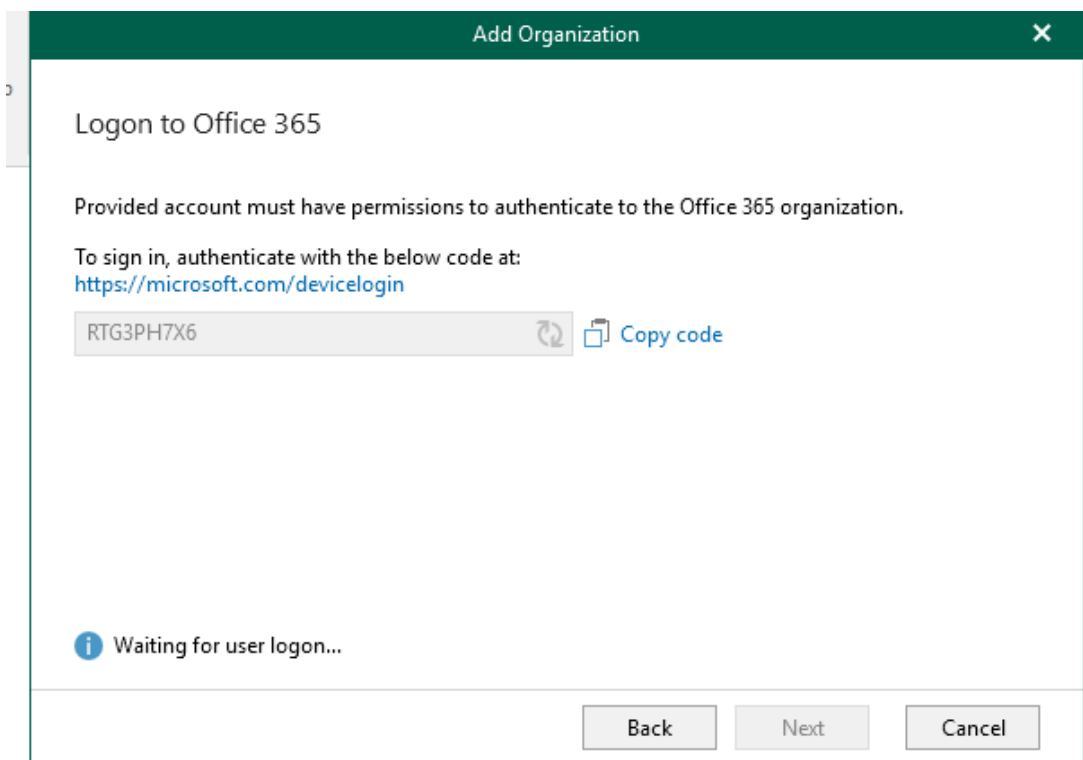 Add Organization
Logon to Office 365
Provided account must have permissions to authenticate to the Office 365 organization.
To sign in, authenticate with the below code at:
https://microsoft.com/devicelogin
RTG3PH7X6 Copy code
Waiting for user logon...
Back Next Cancel